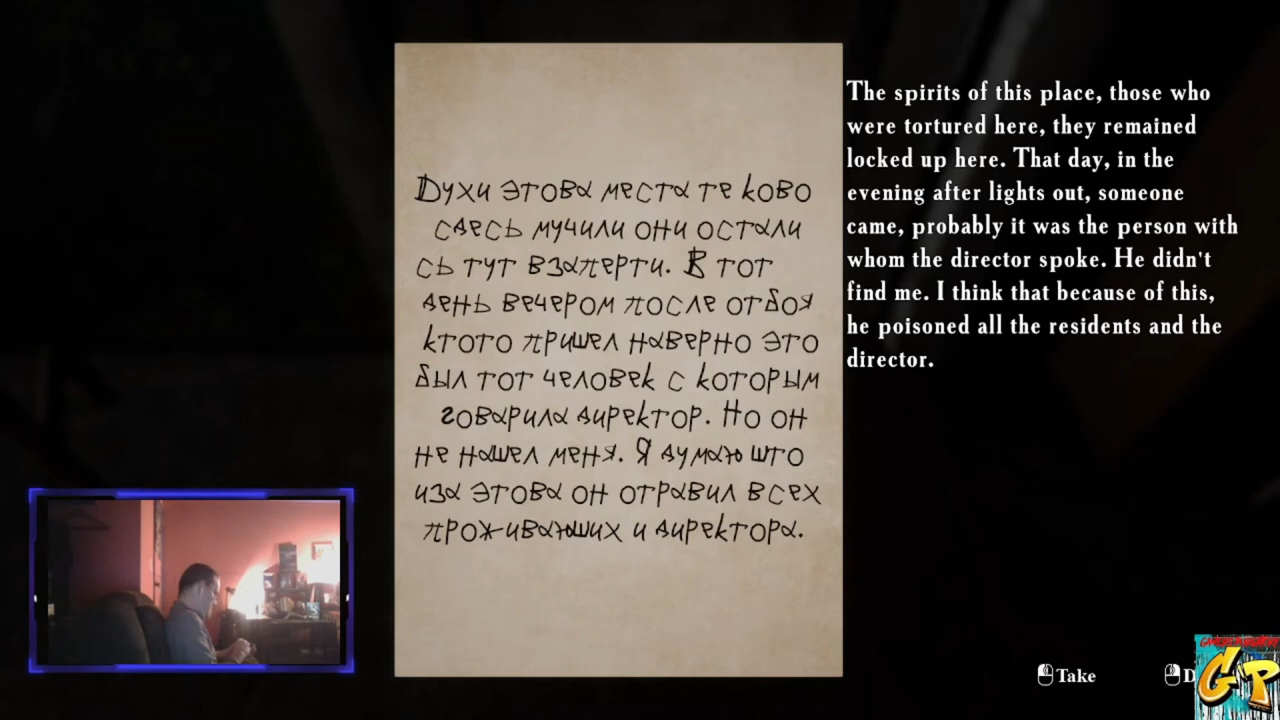 Духи этова места те ково
сдесь мучили они остали
сь тут взаперти. В тот
день вечером после отбоя
ктото пришел наверно это
был тот человек с которым
говарила директор. Но он
не нашел меня. Я думаю што
иза этова он отравил всех
проживаюших и директора.
The spirits of this place, those who
were tortured here, they remained
locked up here. That day, in the
evening after lights out, someone
came, probably it was the person with
whom the director spoke. He didn't
find me. I think that because of this,
he poisoned all the residents and the
director.
Take
D
GP